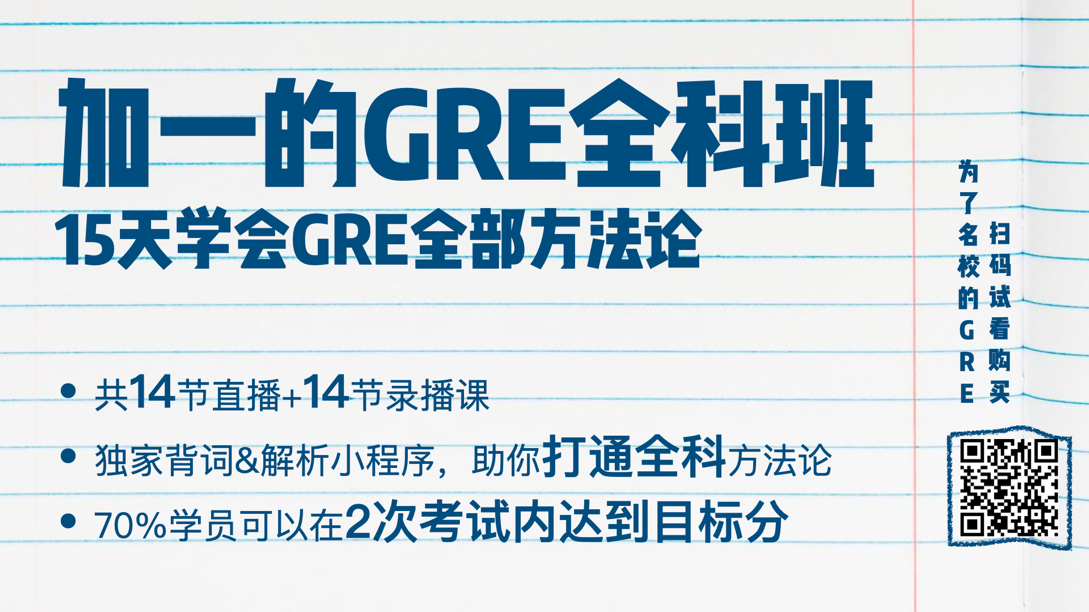 加一的GRE全科班
15天学会GRE全部方法论
• 共14节直播+14节录播课
• 独家背词&解析小程序，助你打通全科方法论
• 70%学员可以在2次考试内达到目标分
为了名校的GRE
扫码试看购买